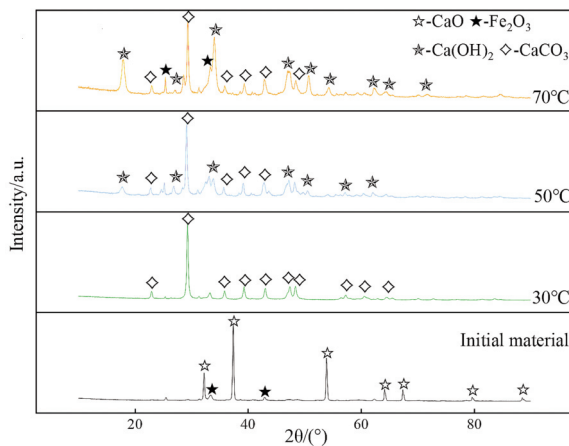 ☆-CaO ★-Fe₂O₃
-Ca(OH)₂ ◇-CaCO₃
70℃
50℃
30℃
Initial material
Intensity/a.u.
20 40 60 80
2θ/(°)